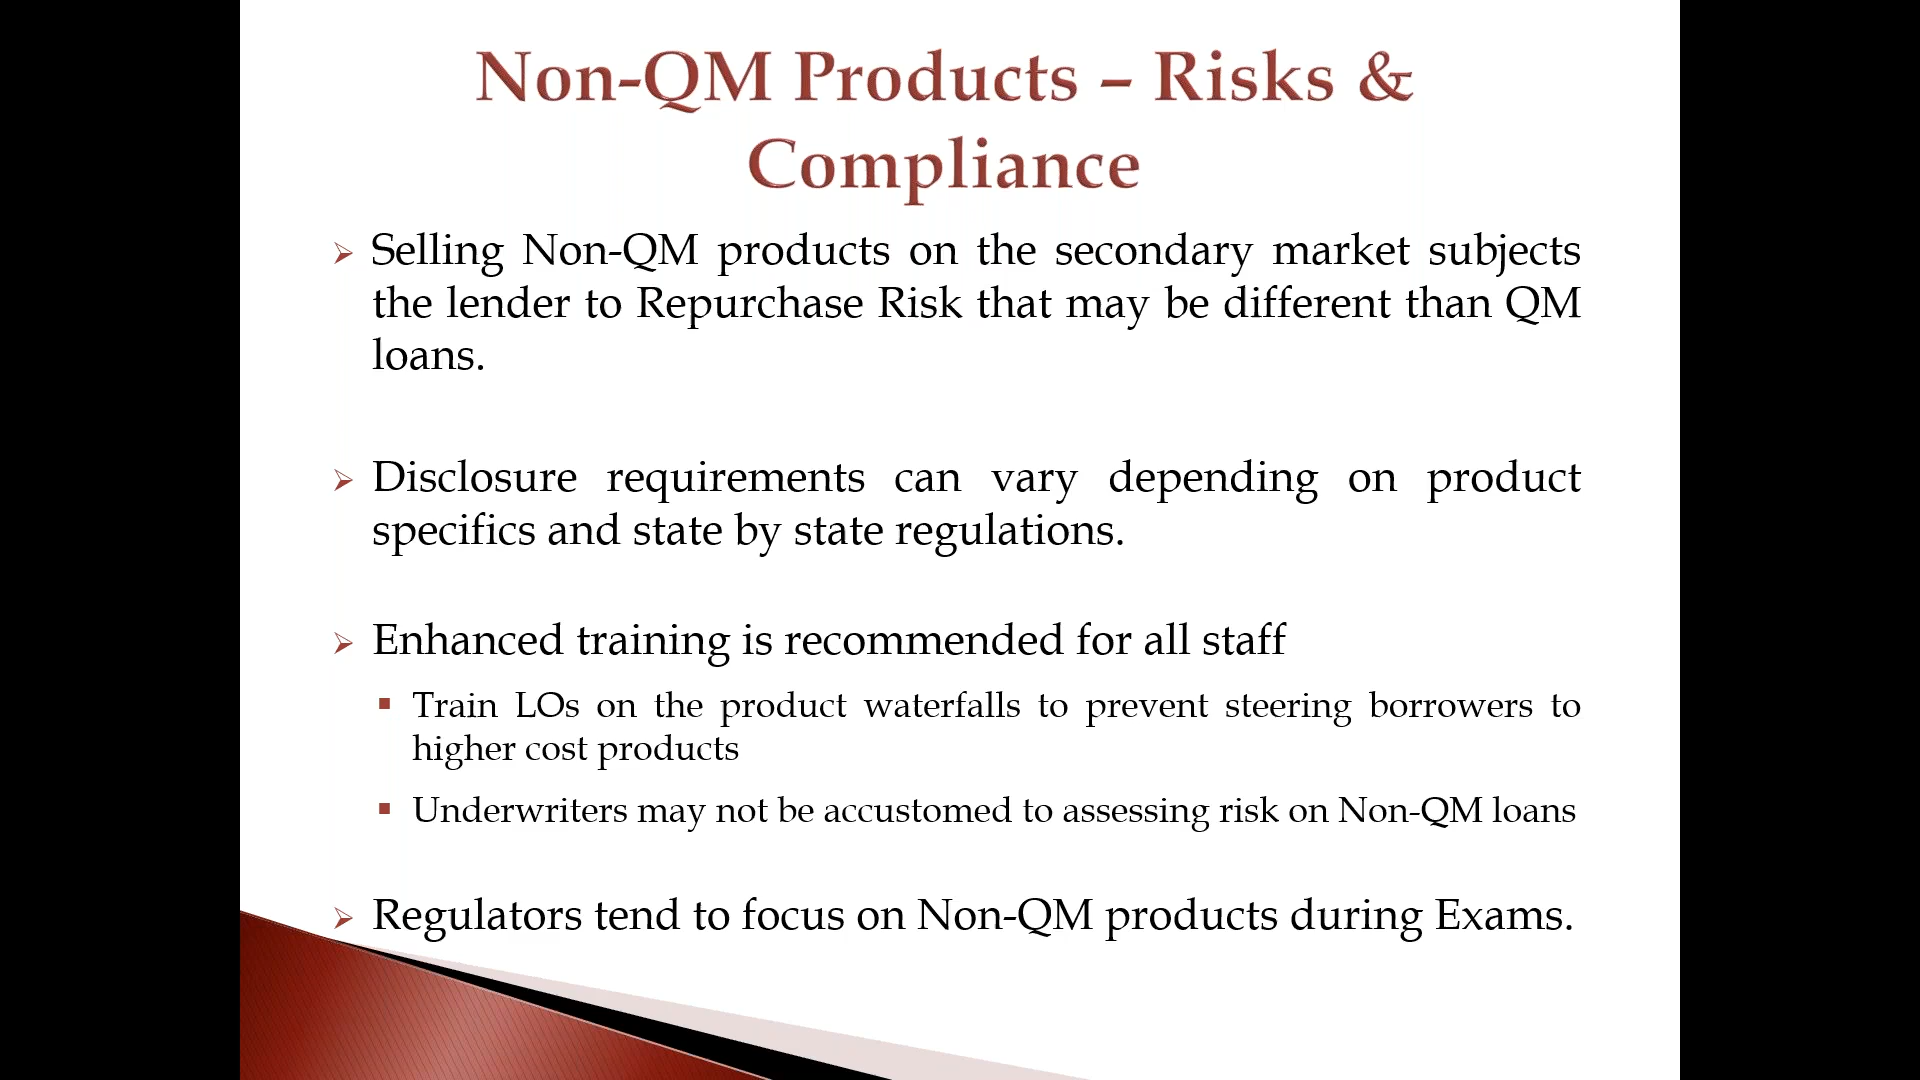 Non-QM Products – Risks &
Compliance
Selling Non-QM products on the secondary market subjects
the lender to Repurchase Risk that may be different than QM
loans.
Disclosure requirements can vary depending on product
specifics and state by state regulations.
Enhanced training is recommended for all staff
Train LOs on the product waterfalls to prevent steering borrowers to
higher cost products
Underwriters may not be accustomed to assessing risk on Non-QM loans
Regulators tend to focus on Non-QM products during Exams.